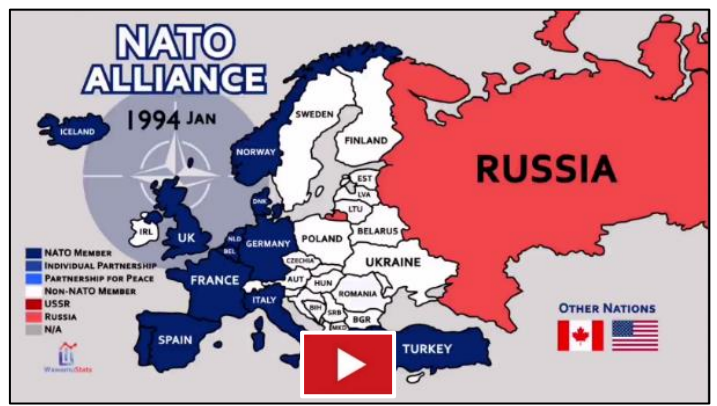 NATO
ALLIANCE
1994 JAN
ICELAND
SWEDEN
FINLAND
NORWAY
RUSSIA
EST
LVA
LTU
DNK
IRL
UK
NLD
BEL
GERMANY
POLAND
BELARUS
CZECHIA
UKRAINE
FRANCE
AUT
HUN
ROMANIA
ITALY
BIH
SRB
BGR
MKD
SPAIN
TURKEY
NATO MEMBER
INDIVIDUAL PARTNERSHIP
PARTNERSHIP FOR PEACE
NON-NATO MEMBER
USSR
RUSSIA
N/A
OTHER NATIONS